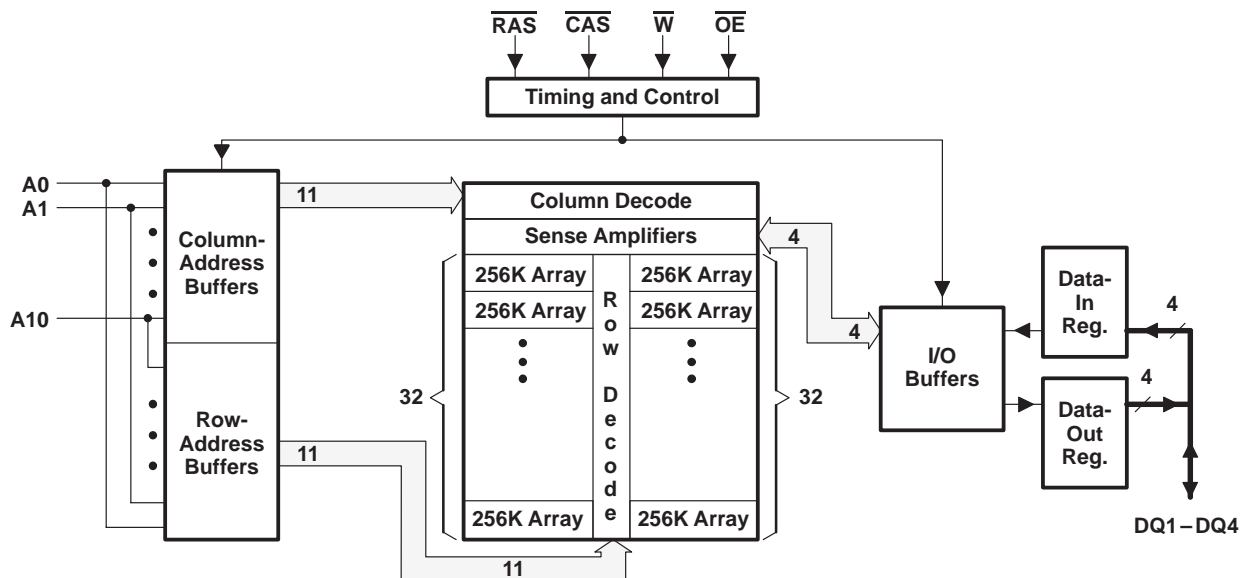 RAS CAS W OE
Timing and Control
A0
A1
A10
Column-
Address
Buffers
Row-
Address
Buffers
11
11
11
Column Decode
Sense Amplifiers
256K Array 256K Array
256K Array 256K Array
256K Array 256K Array
Row Decode
32
32
4
4
I/O
Buffers
Data-
In
Reg.
4
Data-
Out
Reg.
4
DQ1–DQ4